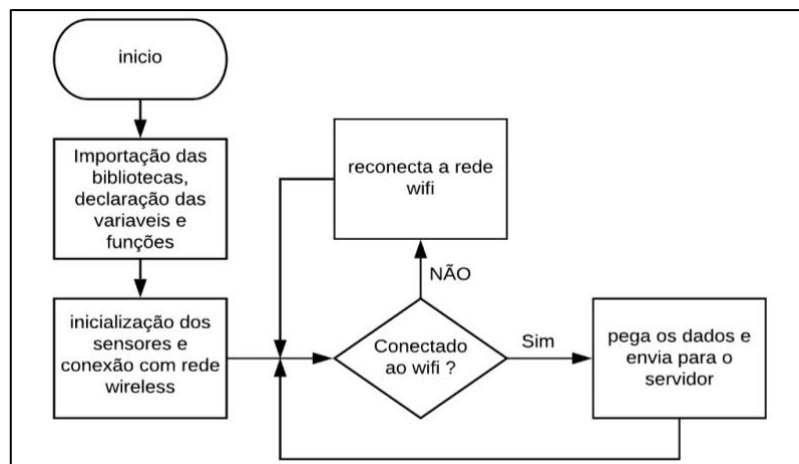 inicio
Importação das
bibliotecas,
declaração das
variaveis e
funções
inicialização dos
sensores e
conexão com rede
wireless
reconecta a rede
wifi
NÃO
Conectado
ao wifi ?
Sim
pega os dados e
envia para o
servidor